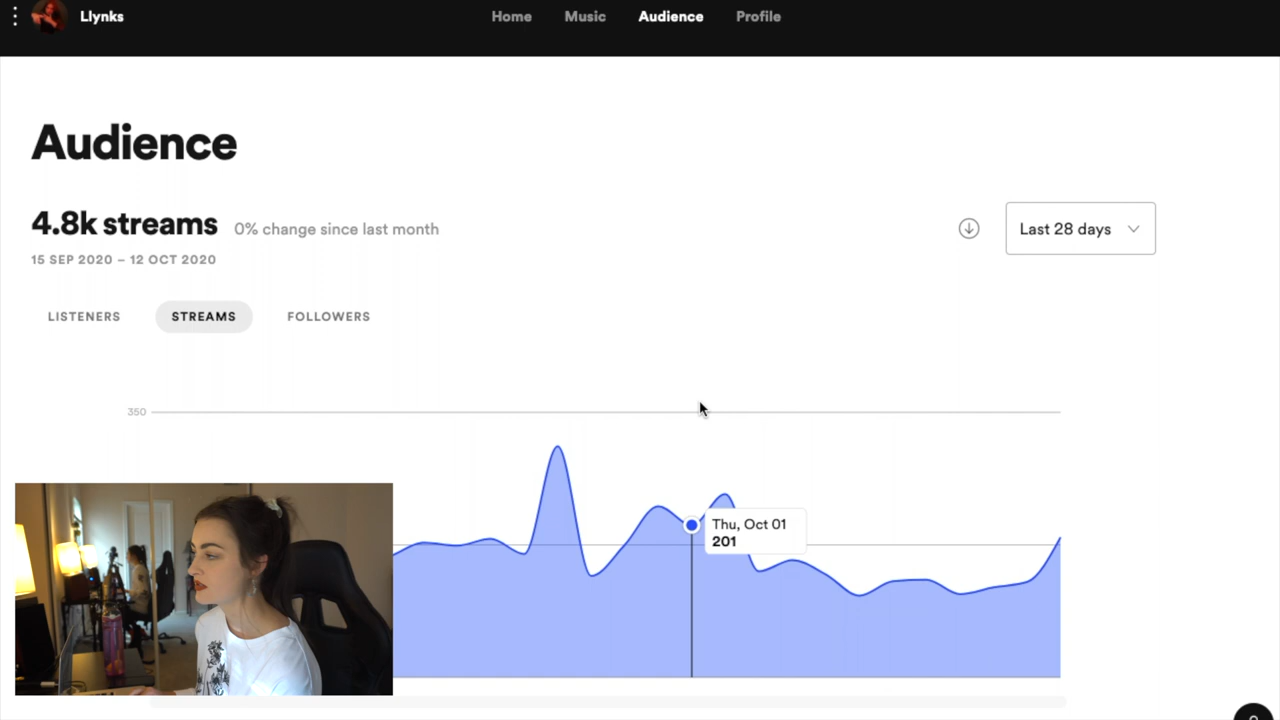 Llynks Home Music Audience Profile
Audience
4.8k streams 0% change since last month
Last 28 days
15 SEP 2020 – 12 OCT 2020
LISTENERS STREAMS FOLLOWERS
350
Thu, Oct 01
201